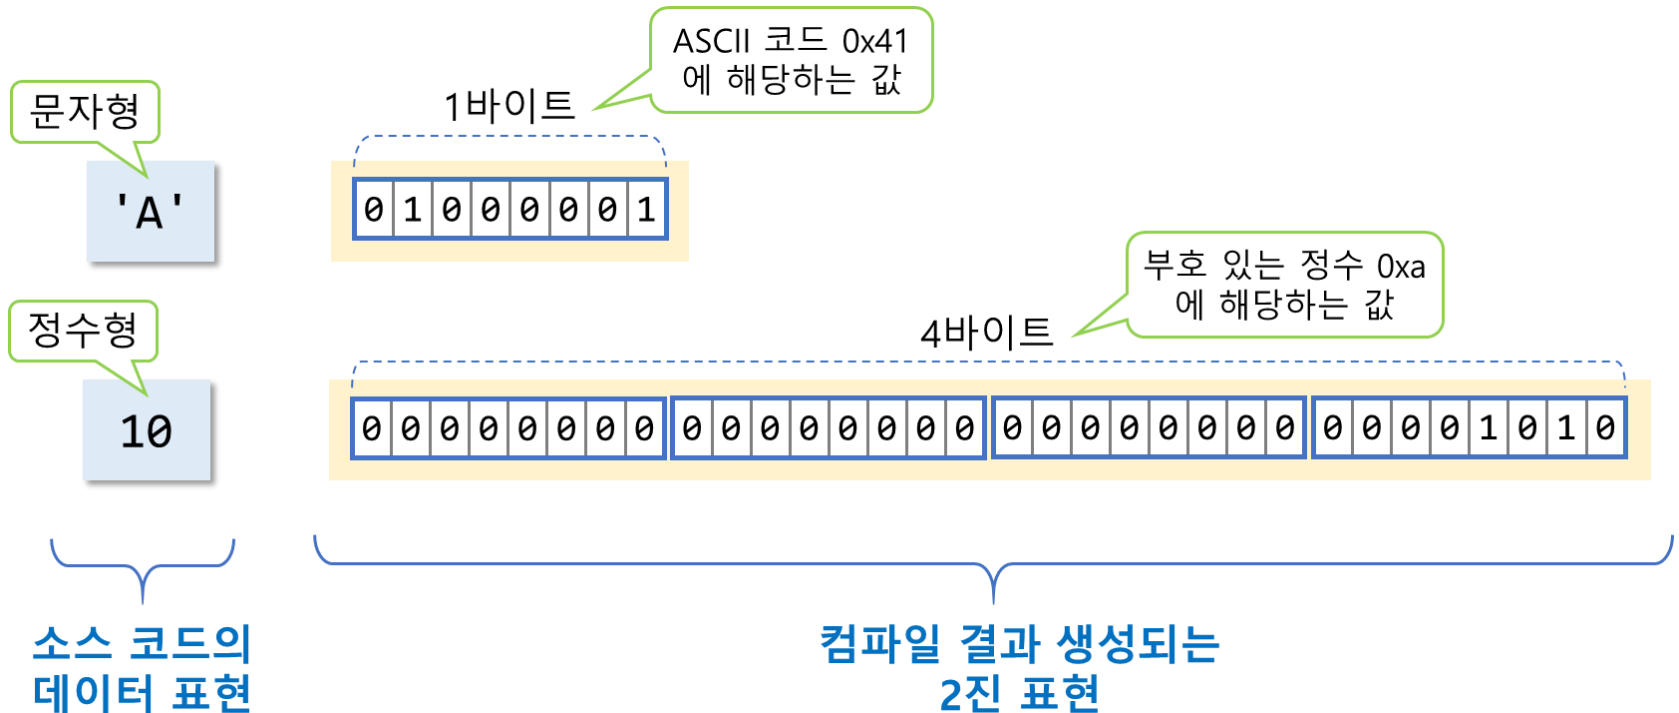 ASCII 코드 0x41
에 해당하는 값
문자형
1바이트
'A'
0 1 0 0 0 0 0 1
부호 있는 정수 0xa
에 해당하는 값
정수형
4바이트
10
0 0 0 0 0 0 0 0 0 0 0 0 0 0 0 0 0 0 0 0 0 0 0 0 0 0 0 0 1 0 1 0
소스 코드의
데이터 표현
컴파일 결과 생성되는
2진 표현